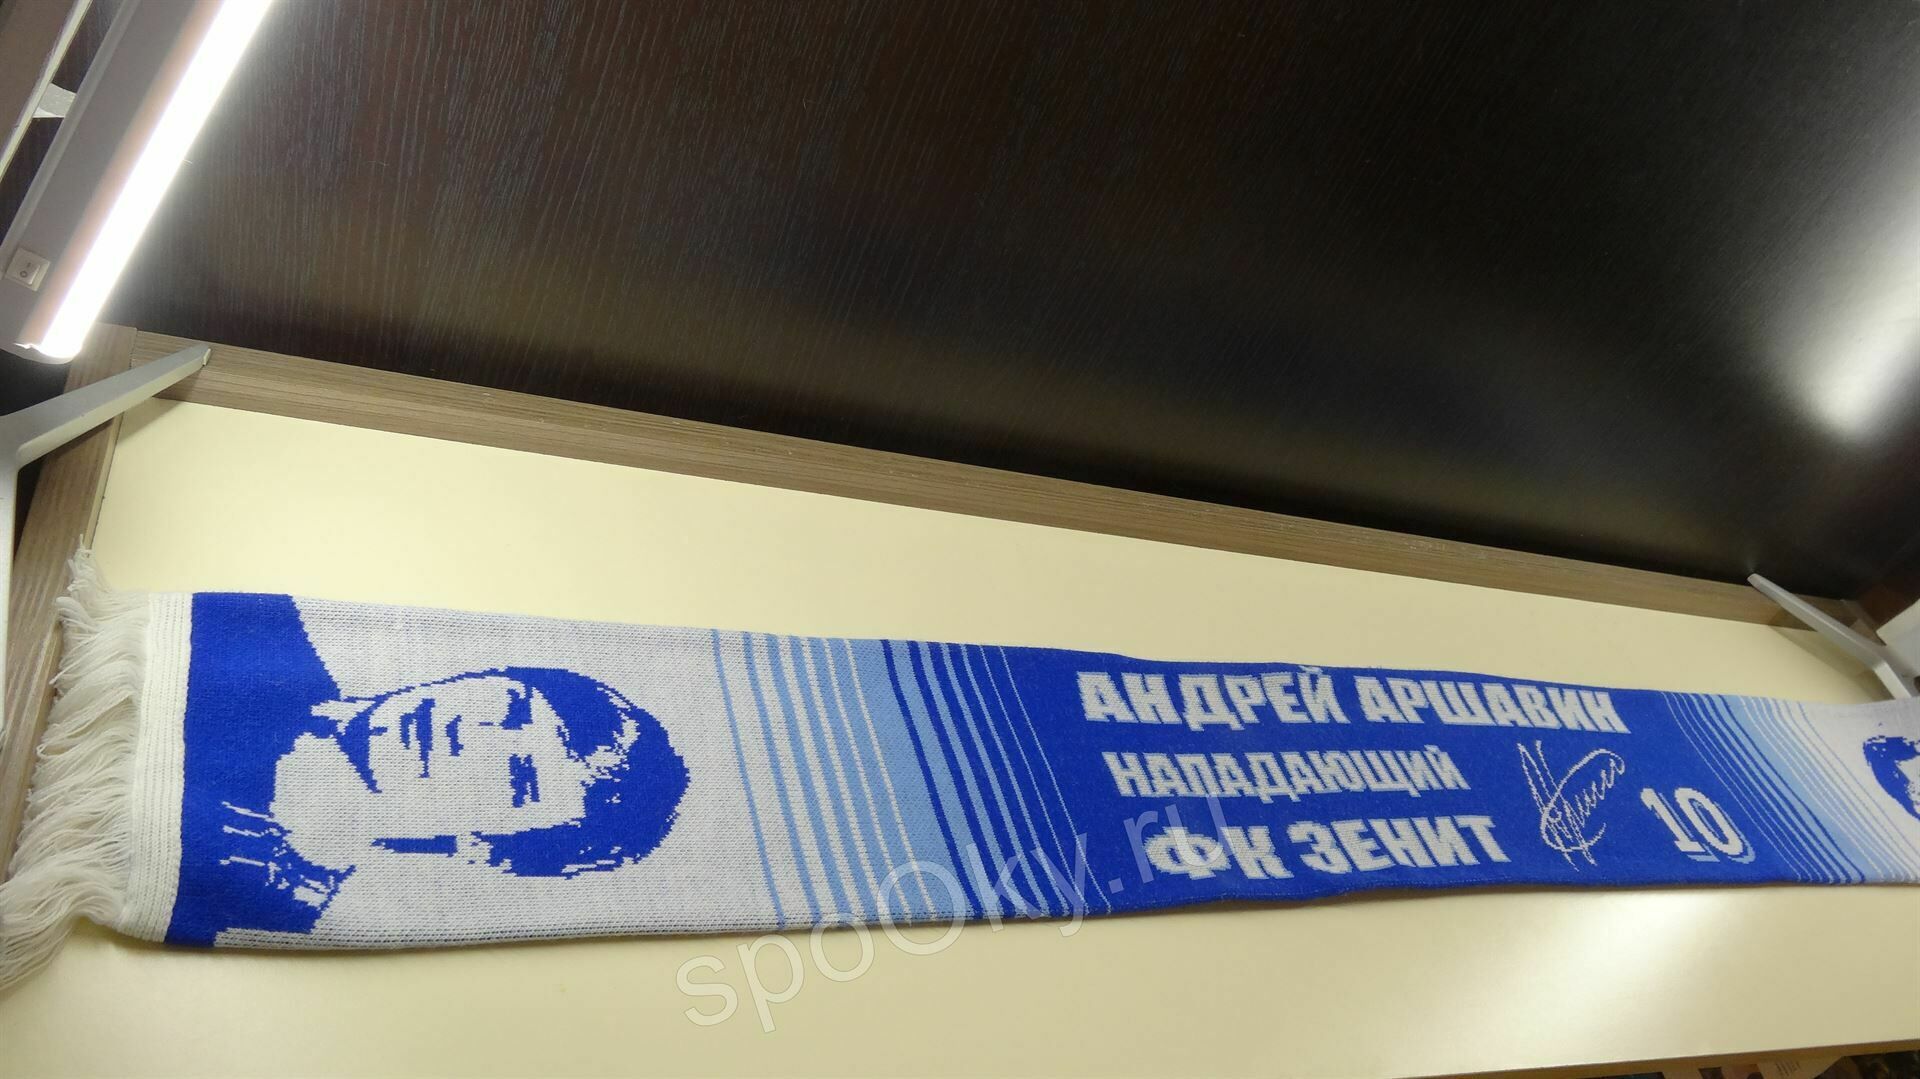 АНДРЕЙ АРШАВИН
НАПАДАЮЩИЙ
ФК ЗЕНИТ
10
spoOky.ru